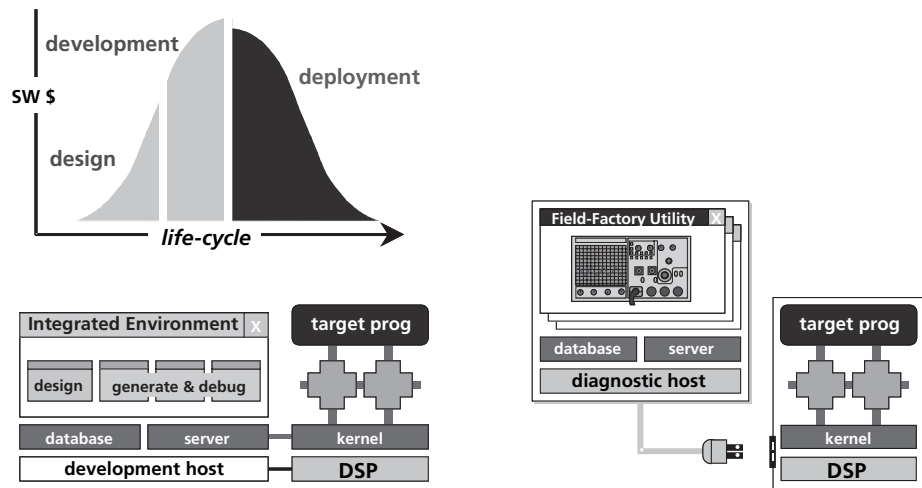 development
deployment
SW $
design
life-cycle
Field-Factory Utility X
Integrated Environment X
target prog
target prog
design generate & debug
database server
diagnostic host
database server kernel
kernel
development host DSP
DSP